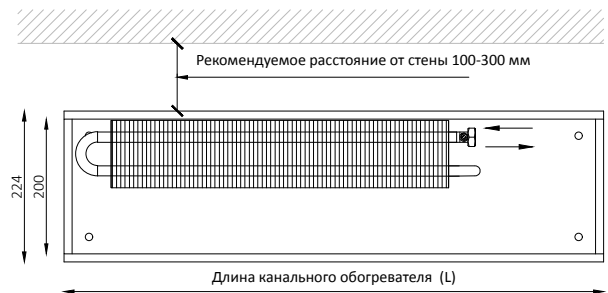 Рекомендуемое расстояние от стены 100-300 мм
224
200
Длина канального обогревателя (L)